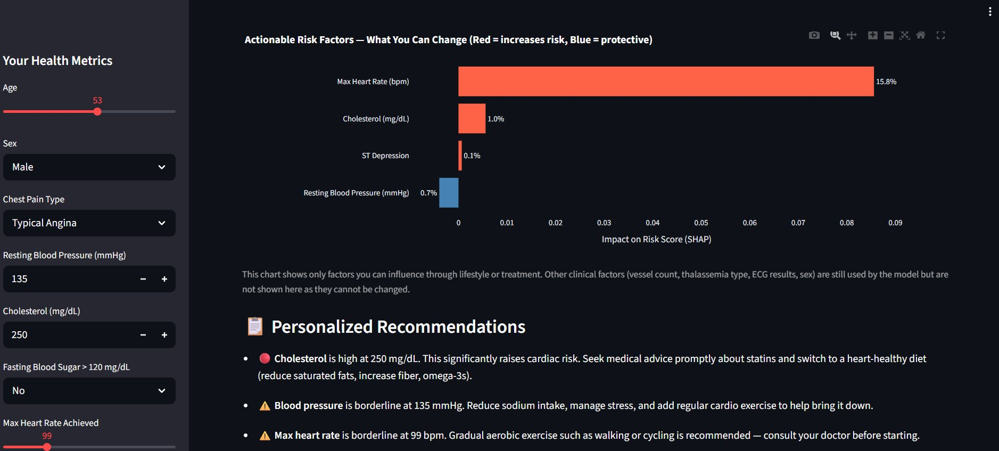 Your Health Metrics
Age
53
Sex
Male
Chest Pain Type
Typical Angina
Resting Blood Pressure (mmHg)
135
Cholesterol (mg/dL)
250
Fasting Blood Sugar > 120 mg/dL
No
Max Heart Rate Achieved
99
Actionable Risk Factors — What You Can Change (Red = increases risk, Blue = protective)
Max Heart Rate (bpm)
15.8%
Cholesterol (mg/dL)
1.0%
ST Depression
0.1%
Resting Blood Pressure (mmHg)
0.7%
0 0.01 0.02 0.03 0.04 0.05 0.06 0.07 0.08 0.09
Impact on Risk Score (SHAP)
This chart shows only factors you can influence through lifestyle or treatment. Other clinical factors (vessel count, thalassemia type, ECG results, sex) are still used by the model but are
not shown here as they cannot be changed.
Personalized Recommendations
Cholesterol is high at 250 mg/dL. This significantly raises cardiac risk. Seek medical advice promptly about statins and switch to a heart-healthy diet
(reduce saturated fats, increase fiber, omega-3s).
Blood pressure is borderline at 135 mmHg. Reduce sodium intake, manage stress, and add regular cardio exercise to help bring it down.
Max heart rate is borderline at 99 bpm. Gradual aerobic exercise such as walking or cycling is recommended — consult your doctor before starting.